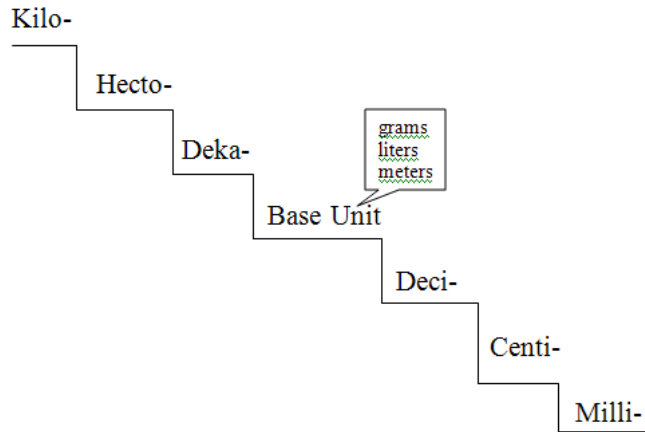 Kilo-
Hecto-
grams
liters
meters
Deka-
Base Unit
Deci-
Centi-
Milli-